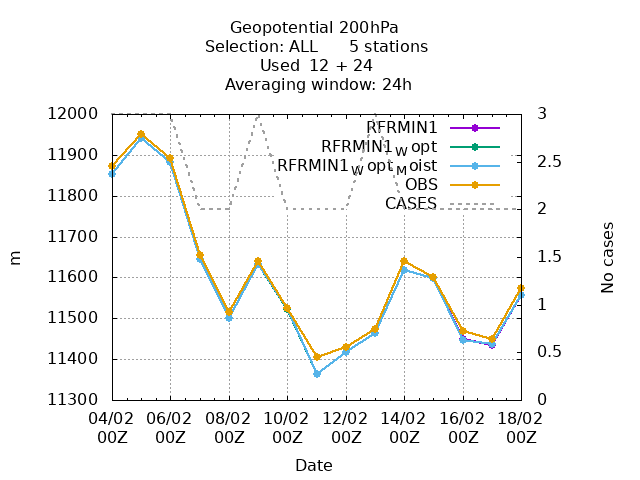 Geopotential 200hPa
Selection: ALL      5 stations
Used  12 + 24
Averaging window: 24h
12000
11900
11800
11700
11600
11500
11400
11300
m
3
2.5
2
1.5
1
0.5
0
No cases
RFRMIN1
RFRMIN1_W opt
RFRMIN1_W opt_M oist
OBS
CASES
04/02 06/02 08/02 10/02 12/02 14/02 16/02 18/02
00Z 00Z 00Z 00Z 00Z 00Z 00Z 00Z
Date